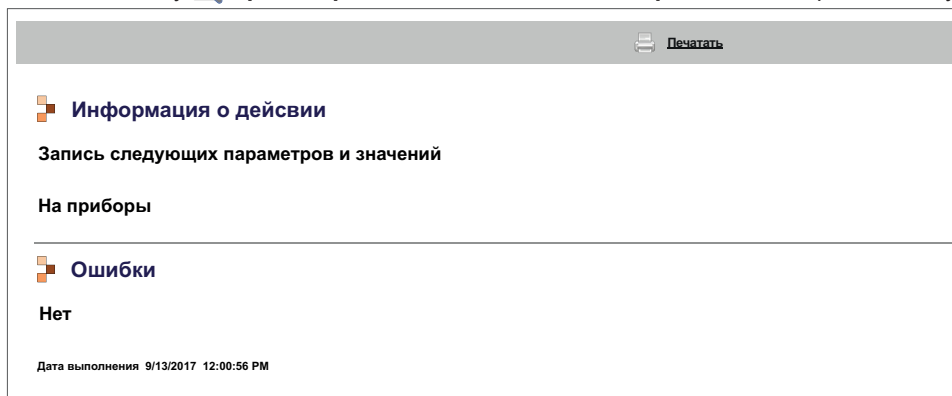 Печатать
Информация о дейсвии
Запись следующих параметров и значений
На приборы
Ошибки
Нет
Дата выполнения 9/13/2017 12:00:56 PM